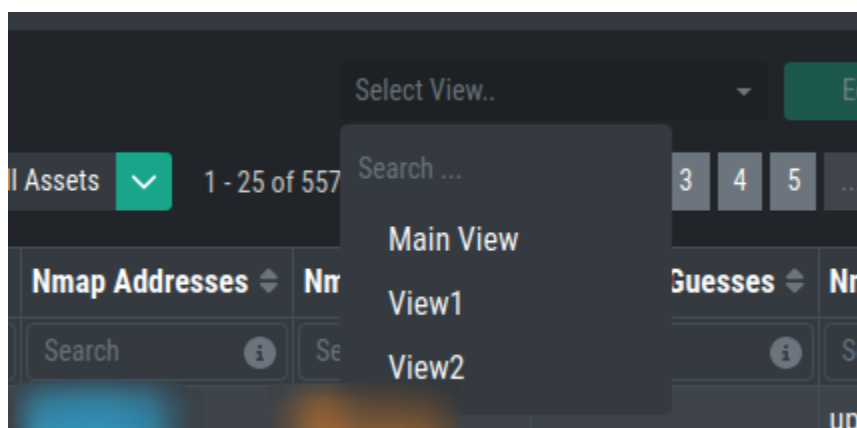 Select View..
E
ll Assets
1 - 25 of 557
Search ...
3 4 5 ...
Main View
Nmap Addresses Nm Guesses Nm
View1
Search Se S
View2
up